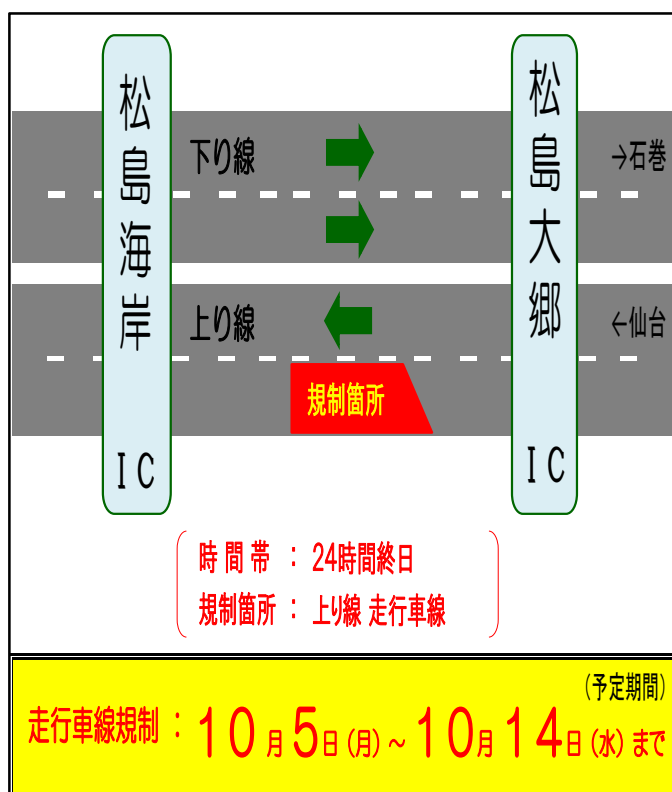 松島海岸IC
松島大郷IC
下り線
→石巻
上り線
←仙台
規制箇所
時間帯 : 24時間終日
規制箇所 : 上り線 走行車線
(予定期間)
走行車線規制 : 10月5日(月)~10月14日(水)まで